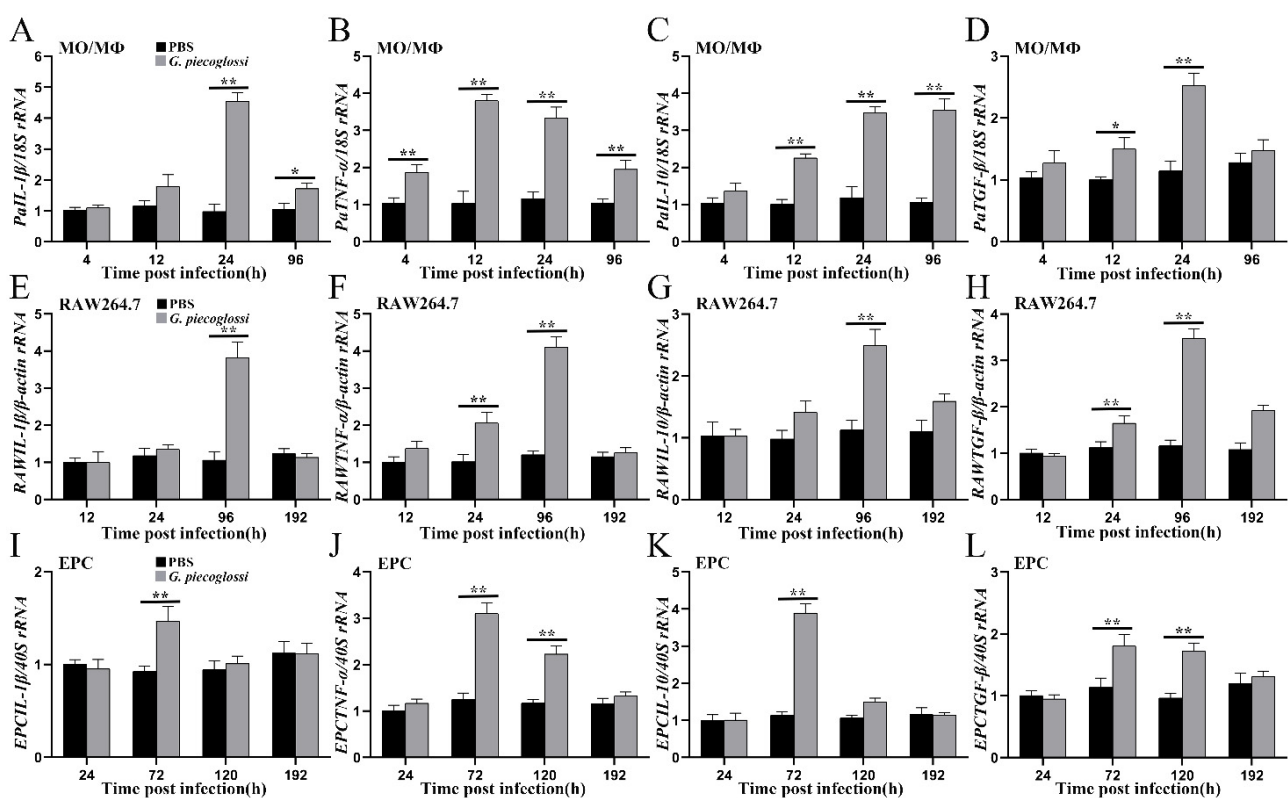 A
MO/MΦ
PBS
G. piecoglossi
PaIL-1β/18S rRNA
6
5
4
3
2
1
0
**
*
4 12 24 96
Time post infection(h)
B
MO/MΦ
PaTNF-α/18S rRNA
5
4
3
2
1
0
**
**
**
**
4 12 24 96
Time post infection(h)
C
MO/MΦ
PaIL-10/18S rRNA
5
4
3
2
1
0
**
**
**
4 12 24 96
Time post infection(h)
D
MO/MΦ
PaTGF-β/18S rRNA
3
2
1
0
*
**
4 12 24 96
Time post infection(h)
E
RAW264.7
PBS
G. piecoglossi
RAWIL-1β/β-actin rRNA
5
4
3
2
1
0
**
12 24 96 192
Time post infection(h)
F
RAW264.7
RAWTNF-α/β-actin rRNA
5
4
3
2
1
0
**
**
12 24 96 192
Time post infection(h)
G
RAW264.7
RAWIL-10/β-actin rRNA
3
2
1
0
**
12 24 96 192
Time post infection(h)
H
RAW264.7
RAWTGF-β/β-actin rRNA
4
3
2
1
0
**
**
12 24 96 192
Time post infection(h)
I
EPC
PBS
G. piecoglossi
EPCIL-1β/40S rRNA
2
1
0
**
24 72 120 192
Time post infection(h)
J
EPC
EPCTNF-α/40S rRNA
4
3
2
1
0
**
**
24 72 120 192
Time post infection(h)
K
EPC
EPCIL-10/40S rRNA
5
4
3
2
1
0
**
24 72 120 192
Time post infection(h)
L
EPC
EPCTGF-β/40S rRNA
3
2
1
0
**
**
24 72 120 192
Time post infection(h)